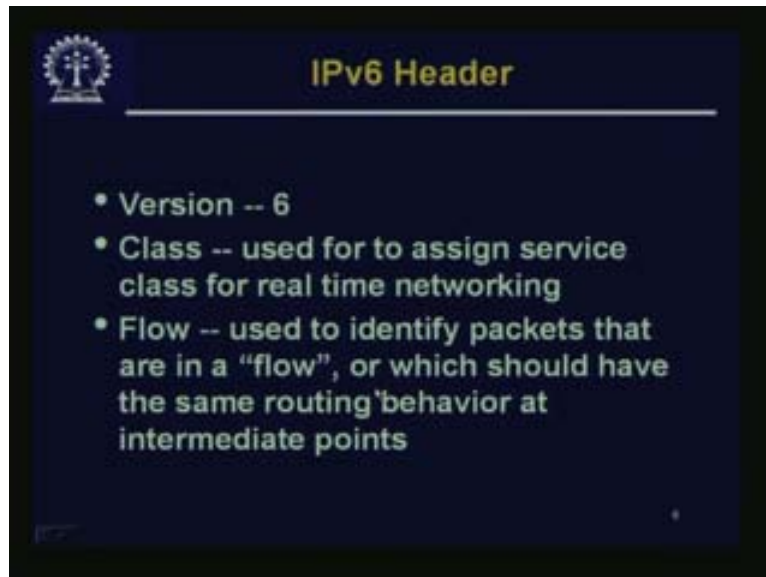 IPv6 Header
• Version -- 6
• Class -- used for to assign service
class for real time networking
• Flow -- used to identify packets that
are in a “flow”, or which should have
the same routing behavior at
intermediate points